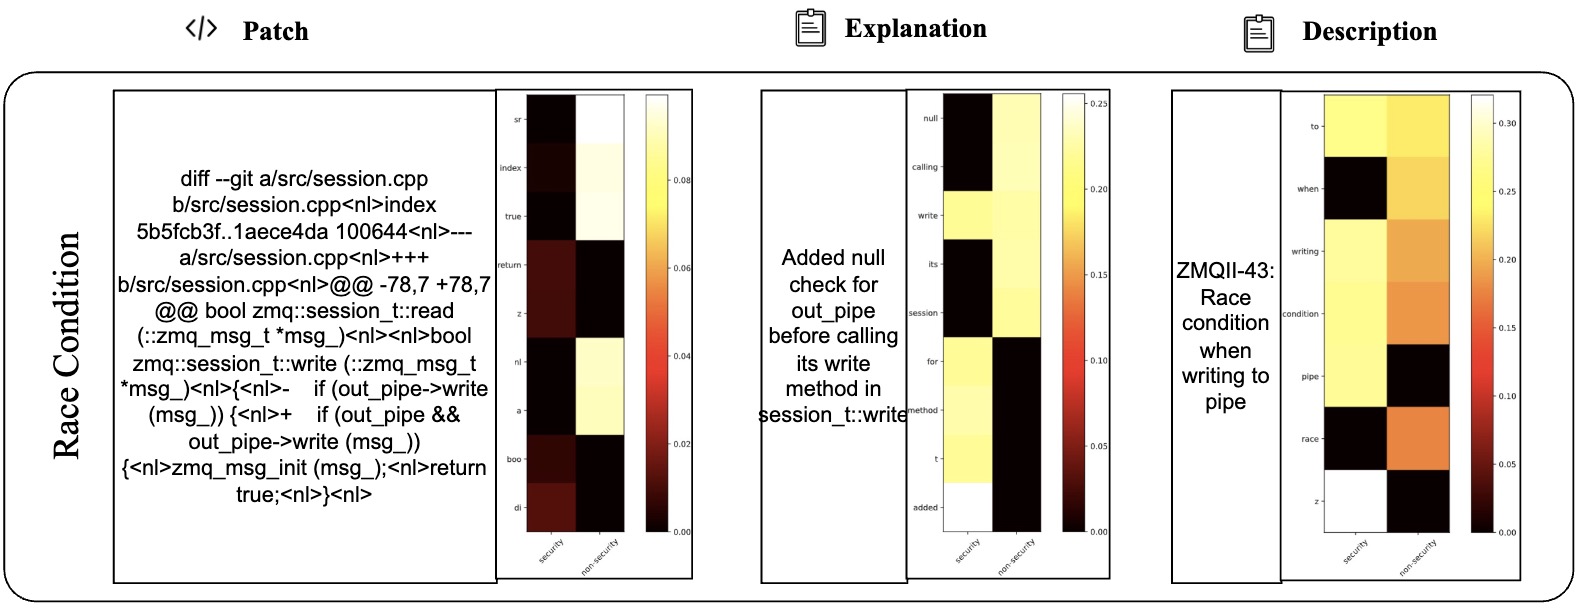 </> Patch
Explanation
Description
Race Condition
diff --git a/src/session.cpp
b/src/session.cpp<nl>index
5b5fcb3f..1aece4da 100644<nl>---
a/src/session.cpp<nl>+++
b/src/session.cpp<nl>@@ -78,7 +78,7
@@ bool zmq::session_t::read
(::zmq_msg_t *msg_)<nl><nl>bool
zmq::session_t::write (::zmq_msg_t
*msg_)<nl>{<nl>-    if (out_pipe->write
(msg_)) {<nl>+    if (out_pipe &&
out_pipe->write (msg_))
{<nl>zmq_msg_init (msg_);<nl>return
true;<nl>}<nl>
sr
index
true
return
z
nl
a
boo
di
security
non-security
0.08
0.06
0.04
0.02
0.00
Added null
check for
out_pipe
before calling
its write
method in
session_t::write
null
calling
write
its
session
for
method
t
added
security
non-security
0.25
0.20
0.15
0.10
0.05
0.00
ZMQII-43:
Race
condition
when
writing to
pipe
to
when
writing
condition
pipe
race
z
security
non-security
0.30
0.25
0.20
0.15
0.10
0.05
0.00